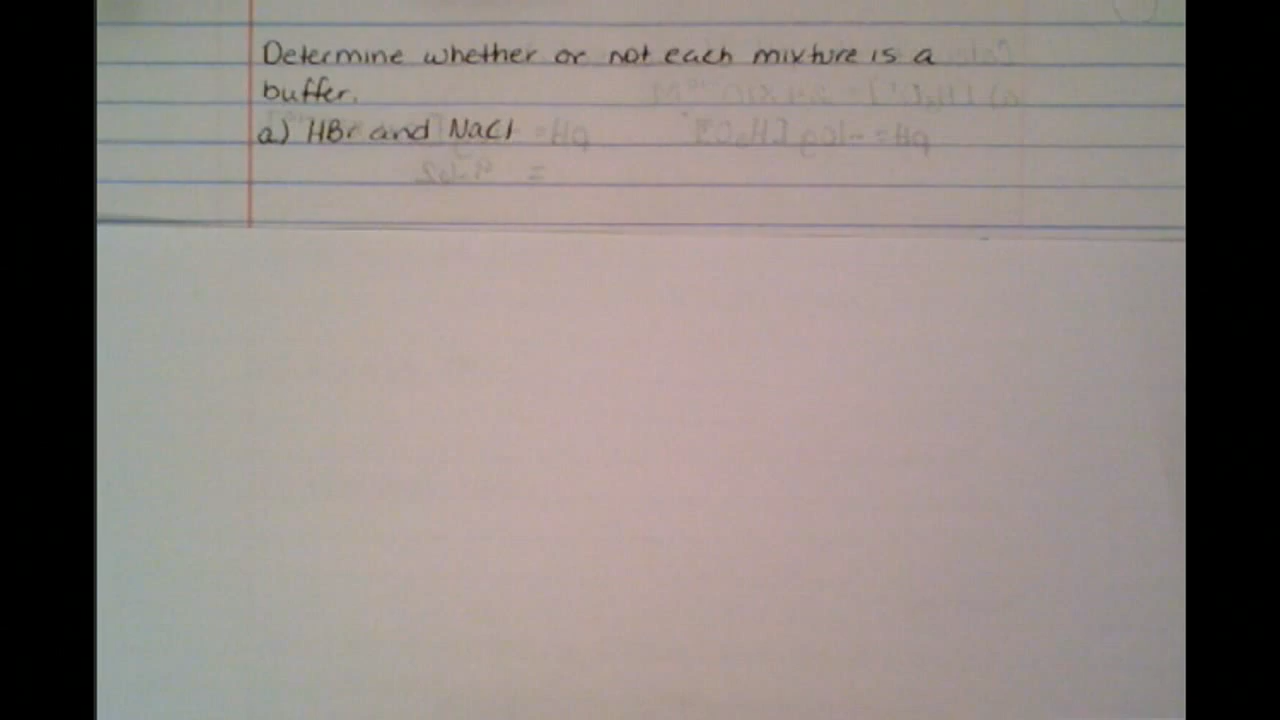 Determine whether or not each mixture is a
buffer.
a) HBr and NaCl